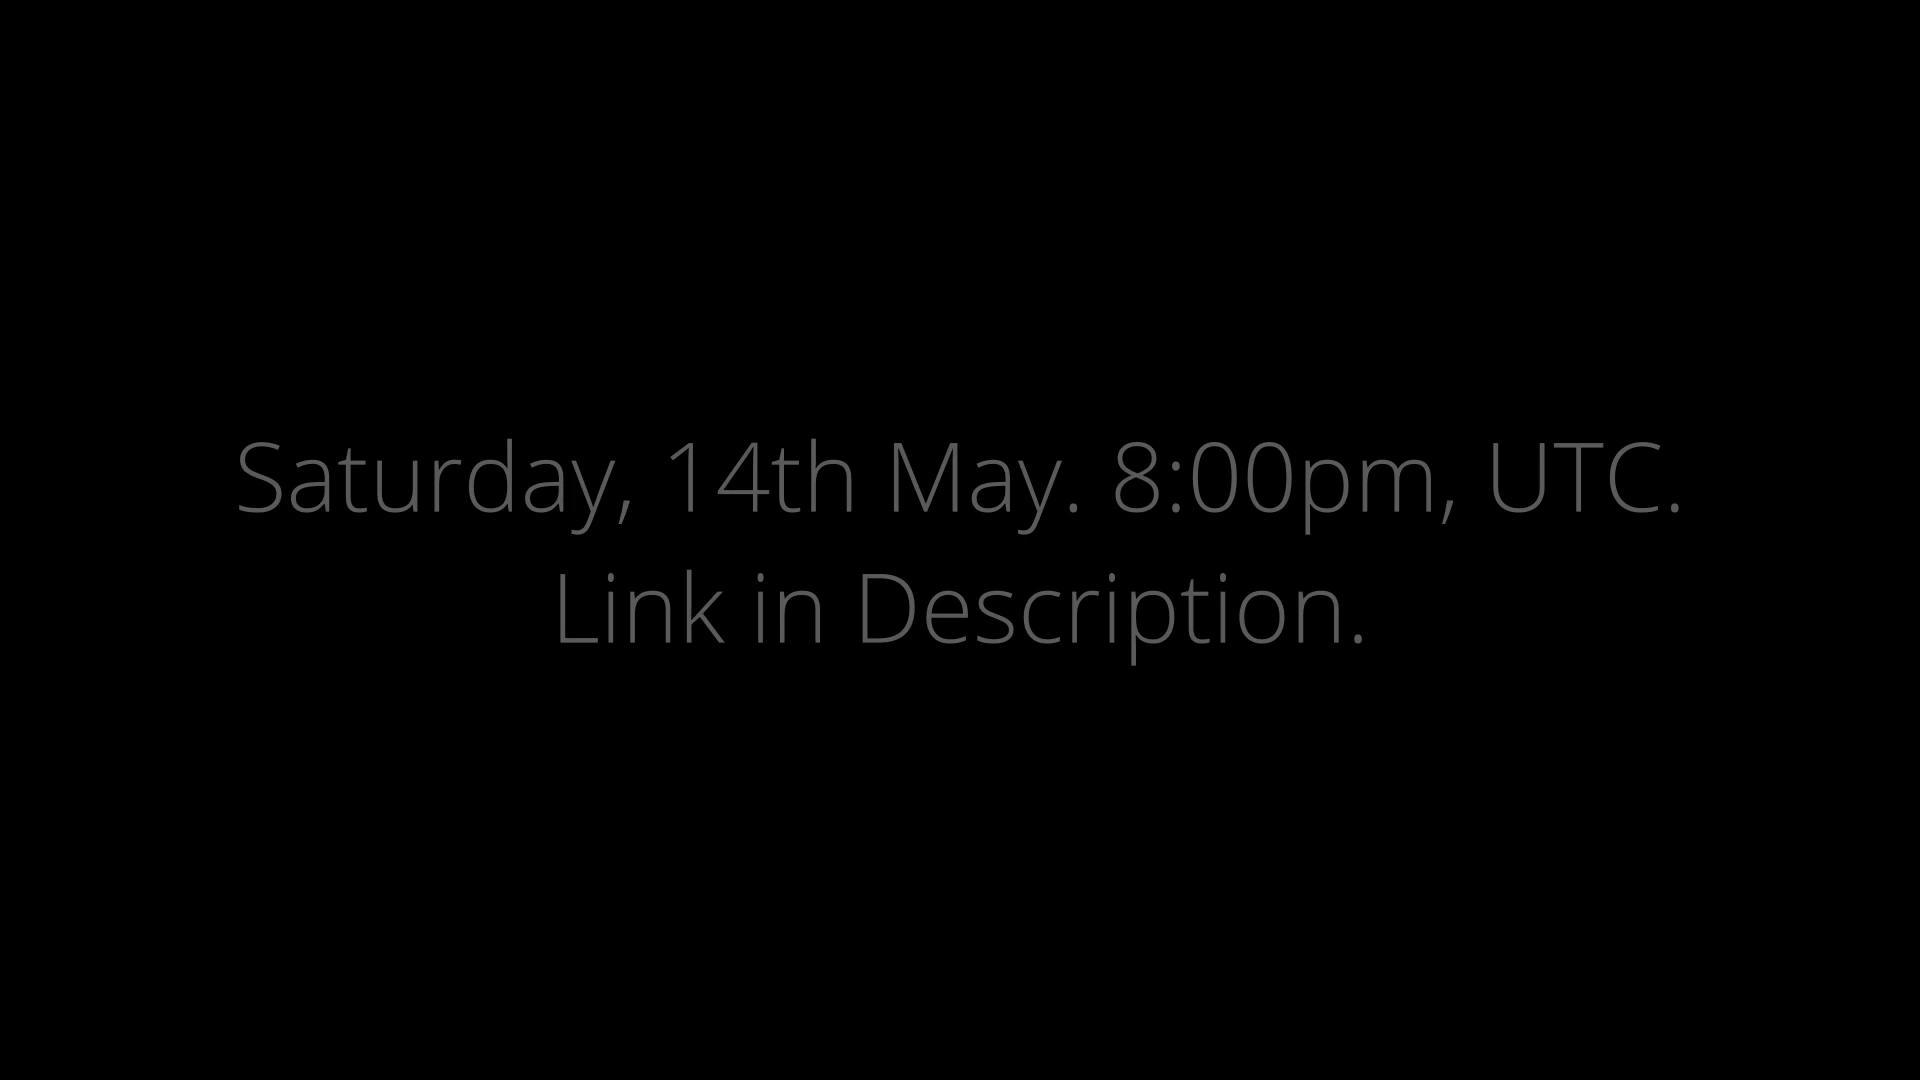 Saturday, 14th May. 8:00pm, UTC.
Link in Description.